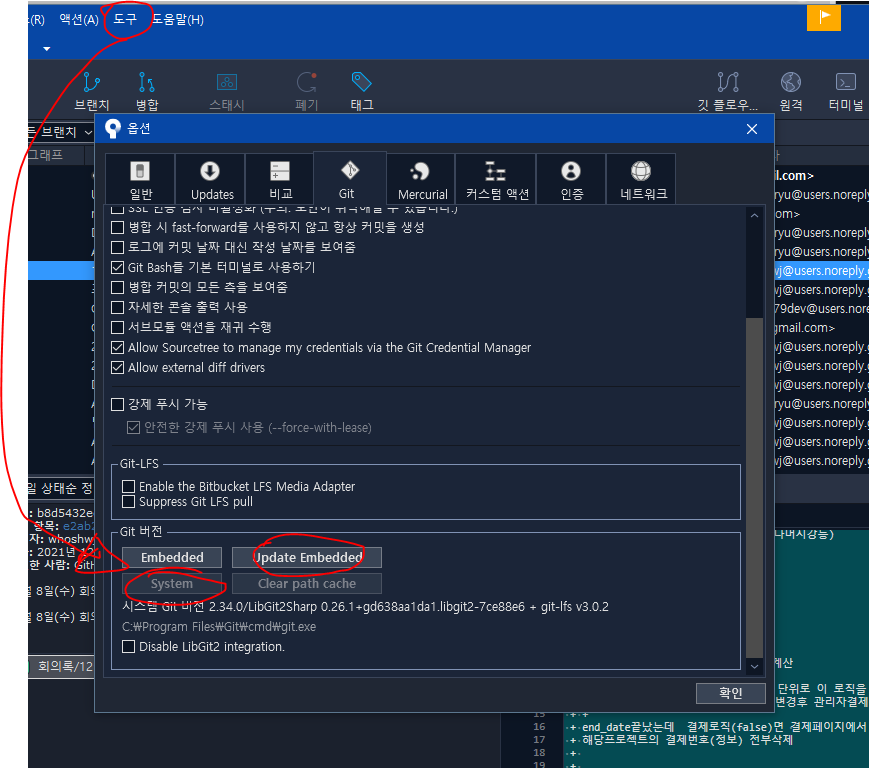 (R) 액션(A) 도구 도움말(H)
브랜치 병합 스태시 폐기 태그 깃 플로우... 원격 터미널
브랜치
그래프
옵션
일반 Updates 비교 Git Mercurial 커스텀 액션 인증 네트워크
병합 시 fast-forward를 사용하지 않고 항상 커밋을 생성
로그에 커밋 날짜 대신 작성 날짜를 보여줌
Git Bash를 기본 터미널로 사용하기
병합 커밋의 모든 측을 보여줌
자세한 콘솔 출력 사용
서브모듈 액션을 재귀 수행
Allow Sourcetree to manage my credentials via the Git Credential Manager
Allow external diff drivers
강제 푸시 가능
안전한 강제 푸시 사용 (--force-with-lease)
Git-LFS
Enable the Bitbucket LFS Media Adapter
Suppress Git LFS pull
Git 버전
Embedded Update Embedded
System Clear path cache
시스템 Git 버전 2.34.0/LibGit2Sharp 0.26.1+gd638aa1da1.libgit2-7ce88e6 + git-lfs v3.0.2
C:₩Program Files₩Git₩cmd₩git.exe
Disable LibGit2 integration.
확인
il.com>
ryu@users.noreply.
om>
ryu@users.noreply.
ryu@users.noreply.
wj@users.noreply.g
wj@users.noreply.g
79dev@users.nore
gmail.com>
wj@users.noreply.g
wj@users.noreply.g
wj@users.noreply.g
ryu@users.noreply.
wj@users.noreply.g
wj@users.noreply.g
wj@users.noreply.g
일 상태순 정
: b8d5432e
항목: e2ab2
자: whoshw
: 2021년 12
한 사람: GitH
월 8일(수) 회의
월 8일(수) 회의
회의록/12
나머지강등)
계산
단위로 이 로직을
변경후 관리자결제
15 + +
16 + end_date끝났는데 결제로직(false)면 결제페이지에서
17 + 해당프로젝트의 결제번호(정보) 전부삭제
18 +
19 +